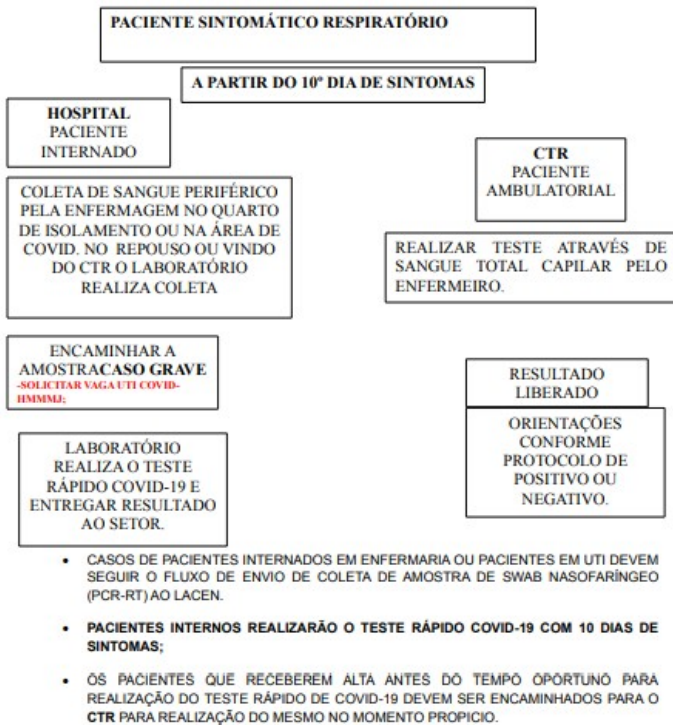 PACIENTE SINTOMÁTICO RESPIRATÓRIO
A PARTIR DO 10º DIA DE SINTOMAS
HOSPITAL
PACIENTE
INTERNADO
CTR
PACIENTE
AMBULATORIAL
COLETA DE SANGUE PERIFÉRICO
PELA ENFERMAGEM NO QUARTO
DE ISOLAMENTO OU NA ÁREA DE
COVID. NO REPOUSO OU VINDO
DO CTR O LABORATÓRIO
REALIZA COLETA
REALIZAR TESTE ATRAVÉS DE
SANGUE TOTAL CAPILAR PELO
ENFERMEIRO.
ENCAMINHAR A
AMOSTRACASO GRAVE
-SOLICITAR VAGA UTI COVID-
HMMMJ;
RESULTADO
LIBERADO
LABORATÓRIO
REALIZA O TESTE
RÁPIDO COVID-19 E
ENTREGAR RESULTADO
AO SETOR.
ORIENTAÇÕES
CONFORME
PROTOCOLO DE
POSITIVO OU
NEGATIVO.
• CASOS DE PACIENTES INTERNADOS EM ENFERMARIA OU PACIENTES EM UTI DEVEM
SEGUIR O FLUXO DE ENVIO DE COLETA DE AMOSTRA DE SWAB NASOFARÍNGEO
(PCR-RT) AO LACEN.
• PACIENTES INTERNOS REALIZARÃO O TESTE RÁPIDO COVID-19 COM 10 DIAS DE
SINTOMAS;
• OS PACIENTES QUE RECEBEREM ALTA ANTES DO TEMPO OPORTUNO PARA
REALIZAÇÃO DO TESTE RÁPIDO DE COVID-19 DEVEM SER ENCAMINHADOS PARA O
CTR PARA REALIZAÇÃO DO MESMO NO MOMENTO PROPICIO.